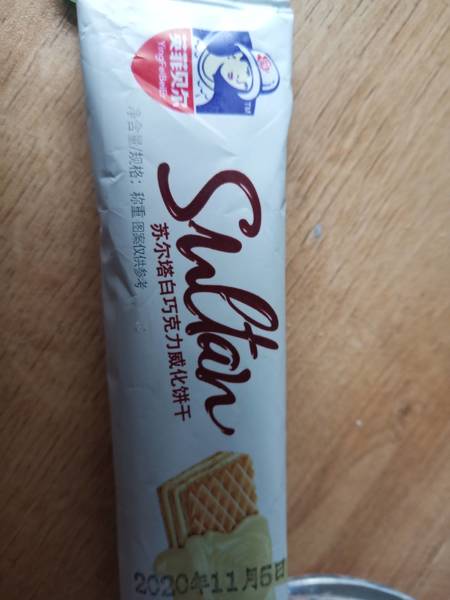 英菲贝尔
YingFeiBeiEr
TM
Sultan
苏尔塔白巧克力威化饼干
净含量/规格：称重 图案仅供参考
2020年11月6日